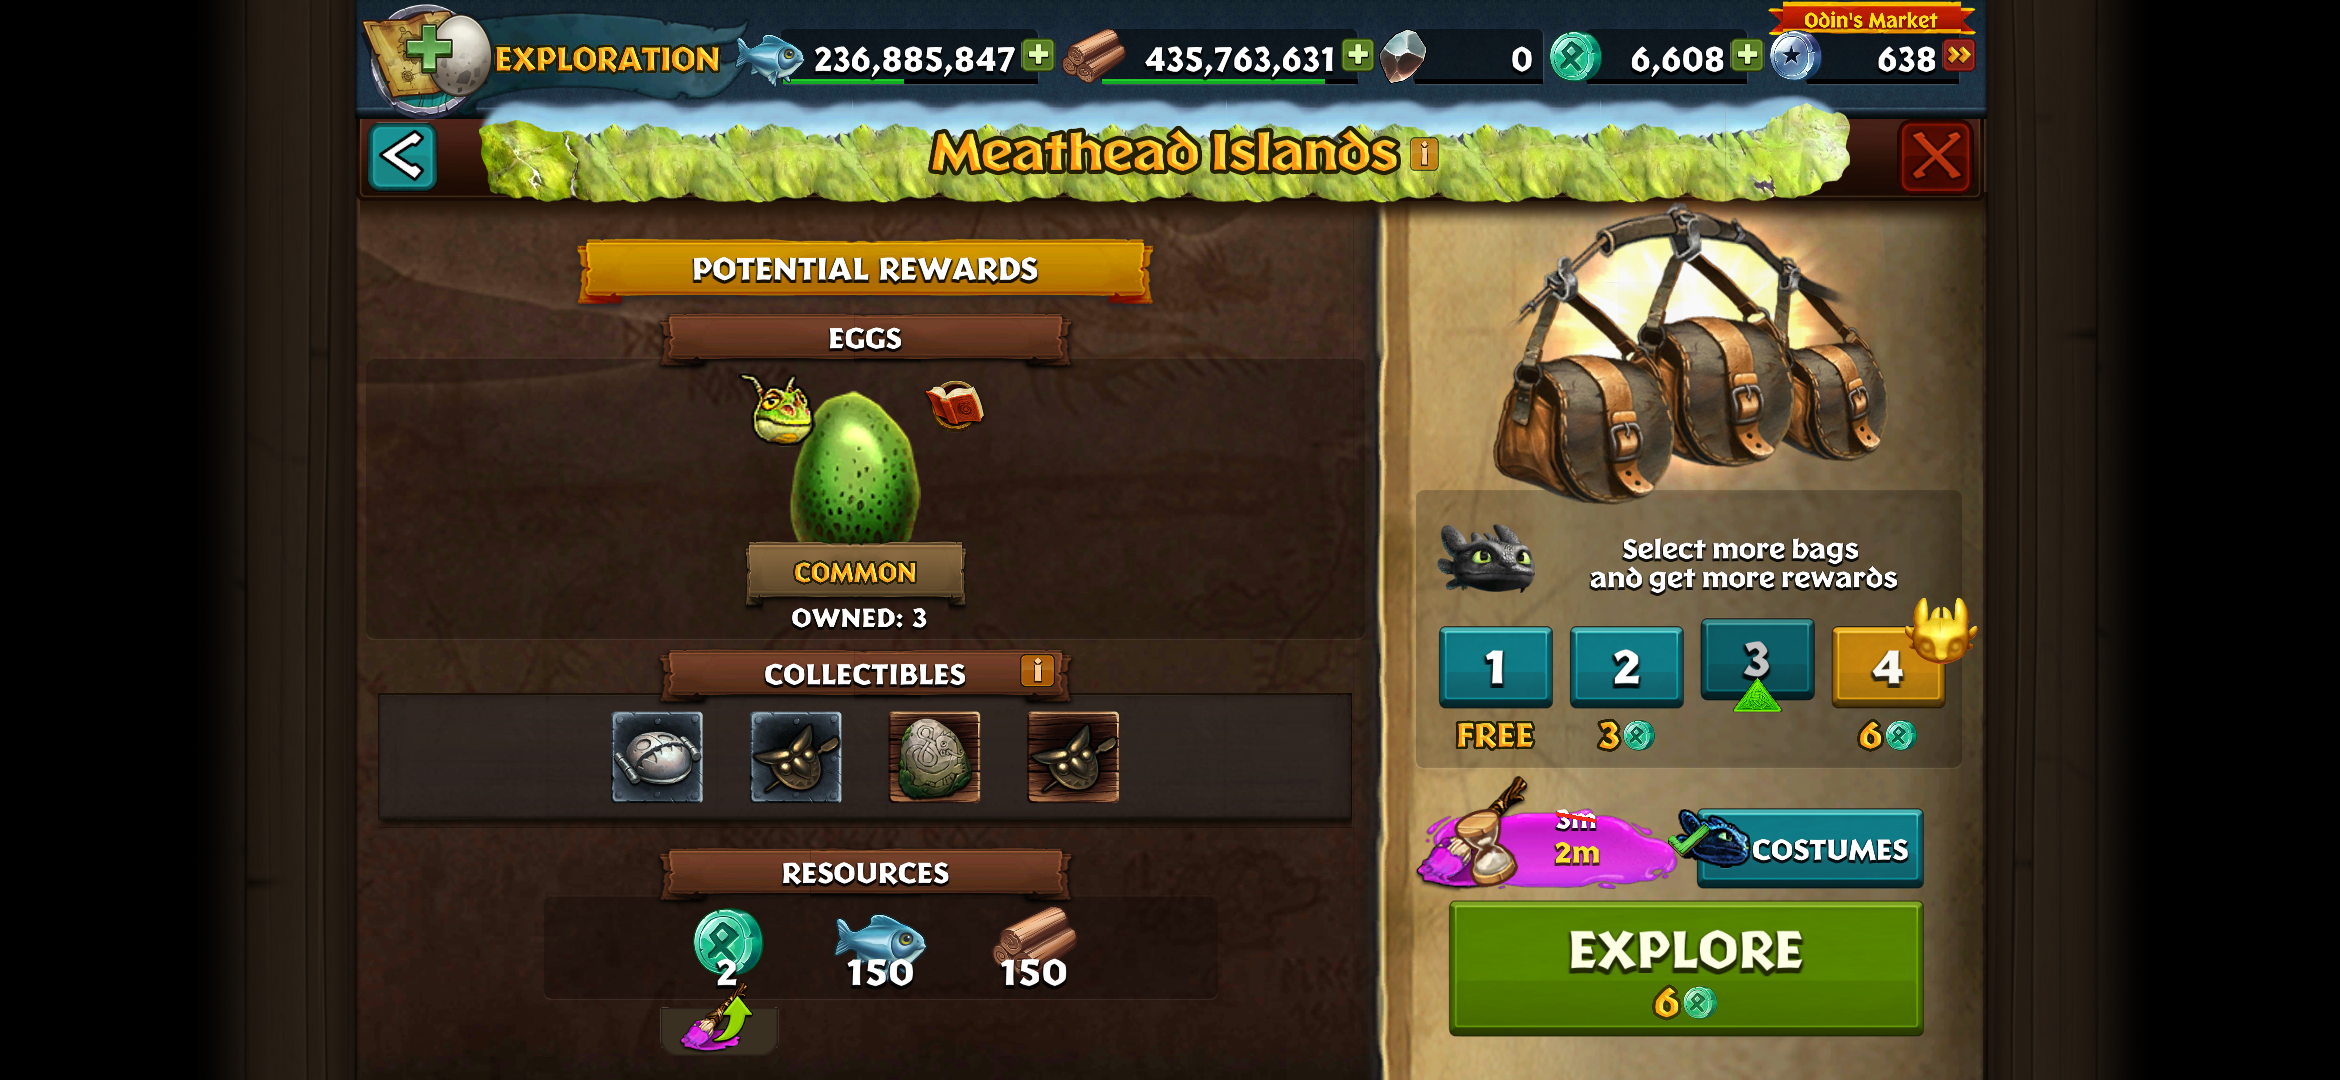 EXPLORATION
236,885,847
435,763,631
0
6,608
Odin's Market
638
Meathead Islands
i
POTENTIAL REWARDS
EGGS
COMMON
OWNED: 3
COLLECTIBLES
i
RESOURCES
2
150
150
Select more bags
and get more rewards
1
2
3
4
FREE
3
6
3m
2m
COSTUMES
EXPLORE
6